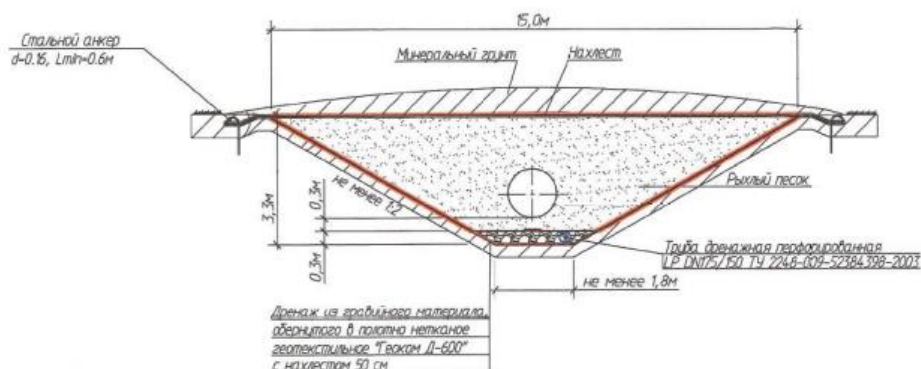 15,0м
Стальной анкер
d=0.16, Lmin=0.6м
Минеральный грунт
Нахлест
не менее 1:2
0,3м
3,3м
0,3м
Рыхлый песок
Труба дренажная перфорированная
LP DN175/150 ТУ 2248-009-52384398-2003
не менее 1,8м
Дренаж из гравийного материала,
обернутого в полотно нетканое
геотекстильное "Геоком Д-600"
с нахлестом 50 см